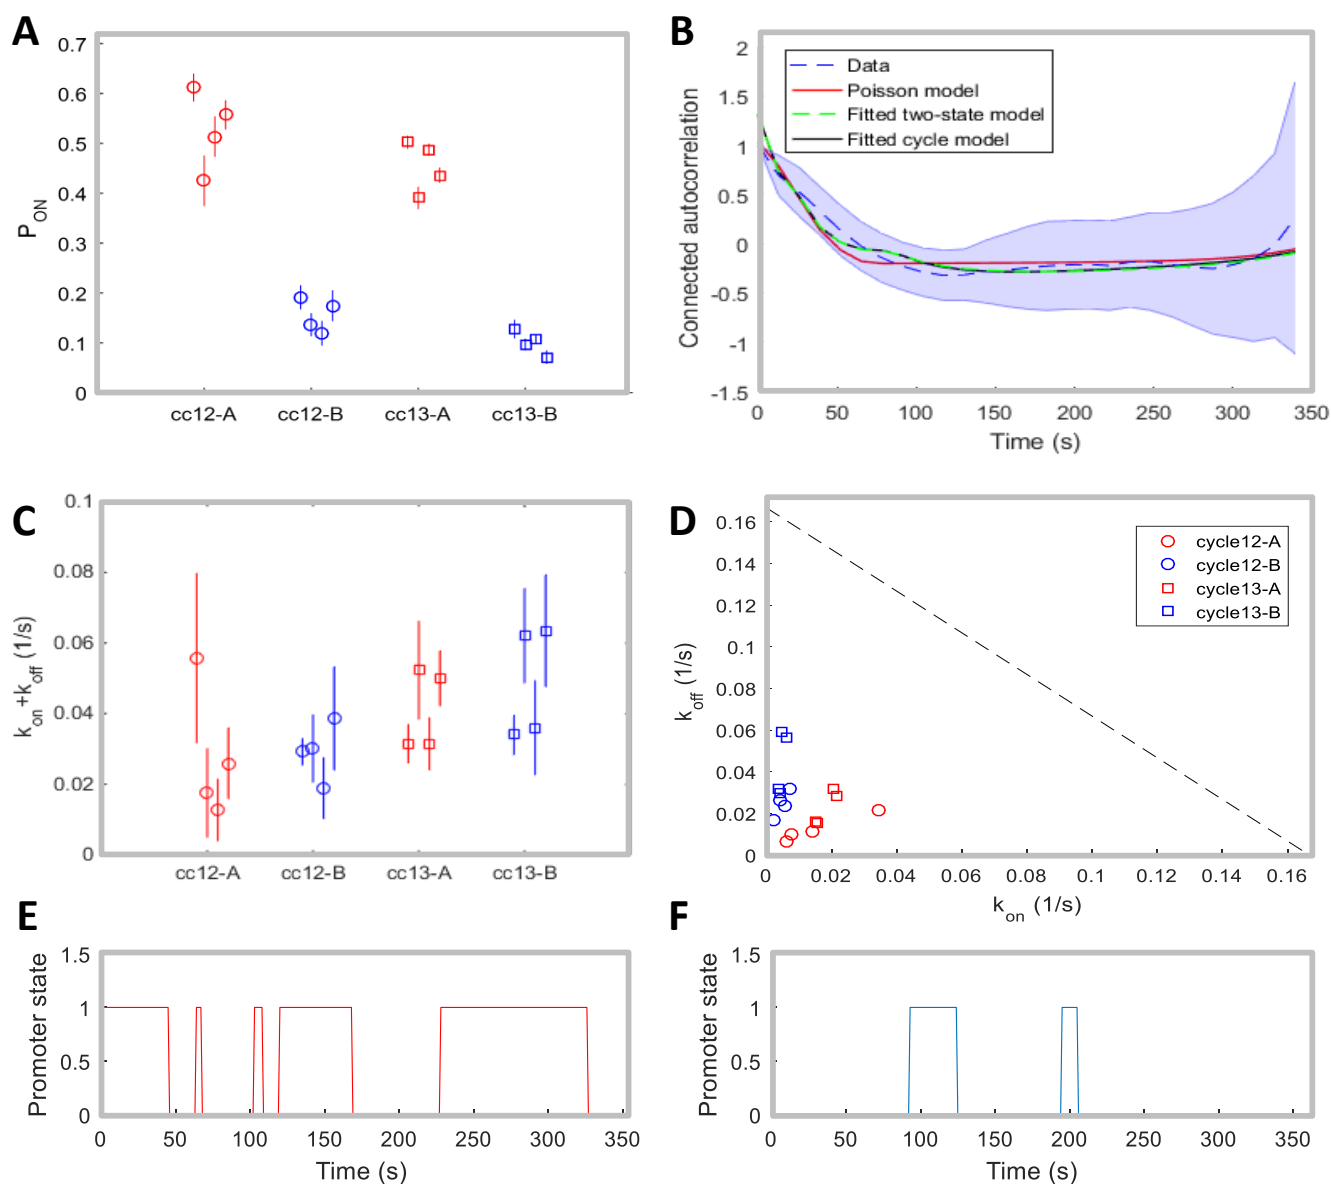 A
P_ON
0.7
0.6
0.5
0.4
0.3
0.2
0.1
0
cc12-A cc12-B cc13-A cc13-B
B
Connected autocorrelation
2
1.5
1
0.5
0
-0.5
-1
-1.5
Data
Poisson model
Fitted two-state model
Fitted cycle model
0 50 100 150 200 250 300 350
Time (s)
C
k_on+k_off (1/s)
0.1
0.08
0.06
0.04
0.02
0
cc12-A cc12-B cc13-A cc13-B
D
k_off (1/s)
0.16
0.14
0.12
0.1
0.08
0.06
0.04
0.02
0
cycle12-A
cycle12-B
cycle13-A
cycle13-B
0 0.02 0.04 0.06 0.08 0.1 0.12 0.14 0.16
k_on (1/s)
E
Promoter state
1.5
1
0.5
0
0 50 100 150 200 250 300 350
Time (s)
F
Promoter state
1.5
1
0.5
0
0 50 100 150 200 250 300 350
Time (s)